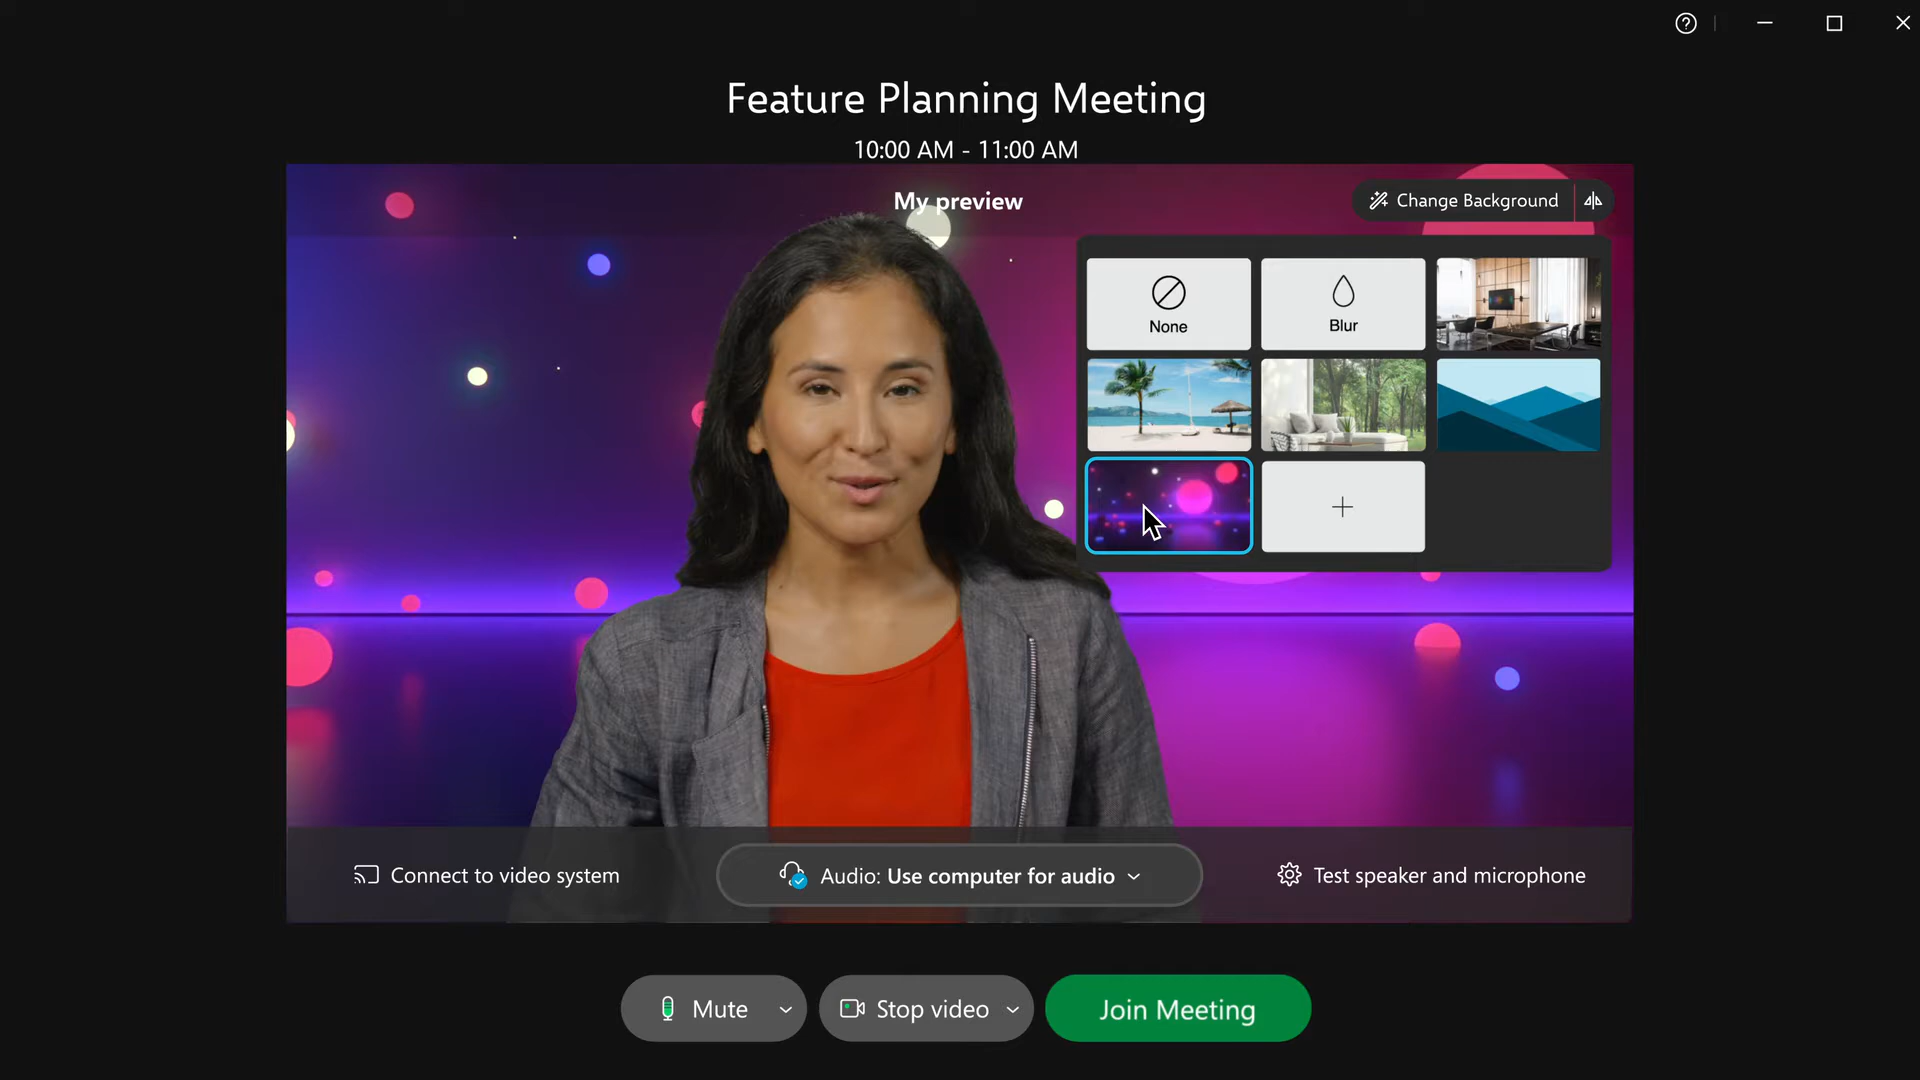 Feature Planning Meeting
10:00 AM - 11:00 AM
My preview
Change Background
None
Blur
Connect to video system
Audio: Use computer for audio
Test speaker and microphone
Mute
Stop video
Join Meeting